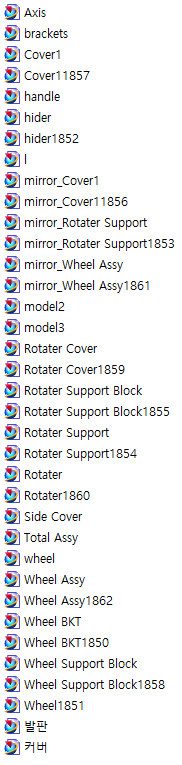 Axis
brackets
Cover1
Cover11857
handle
hider
hider1852
l
mirror_Cover1
mirror_Cover11856
mirror_Rotater Support
mirror_Rotater Support1853
mirror_Wheel Assy
mirror_Wheel Assy1861
model2
model3
Rotater Cover
Rotater Cover1859
Rotater Support Block
Rotater Support Block1855
Rotater Support
Rotater Support1854
Rotater
Rotater1860
Side Cover
Total Assy
wheel
Wheel Assy
Wheel Assy1862
Wheel BKT
Wheel BKT1850
Wheel Support Block
Wheel Support Block1858
Wheel1851
발판
커버